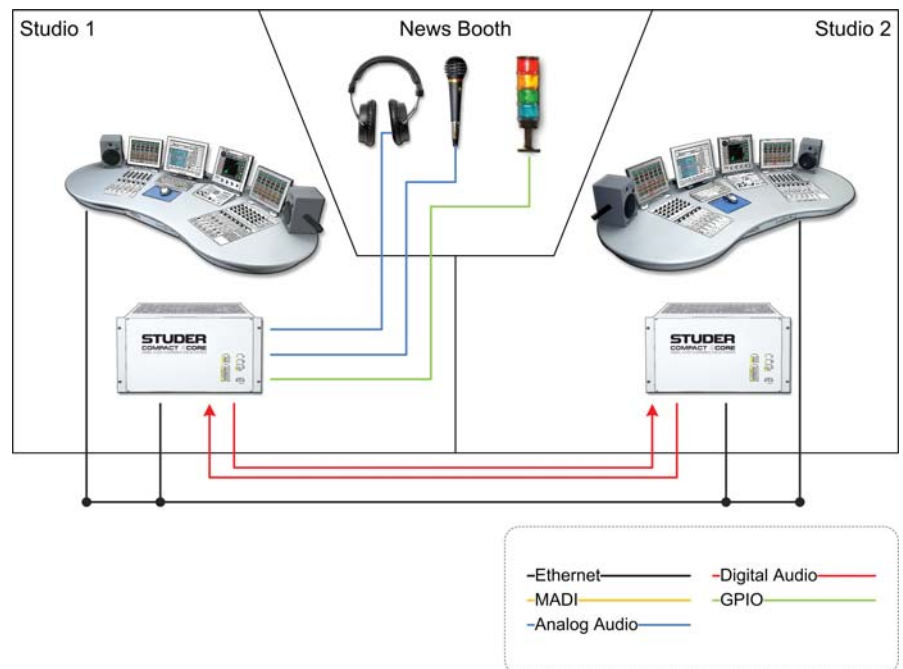 Studio 1
News Booth
Studio 2
STUDER
COMPACT CORE
STUDER
COMPACT CORE
Ethernet
Digital Audio
MADI
GPIO
Analog Audio